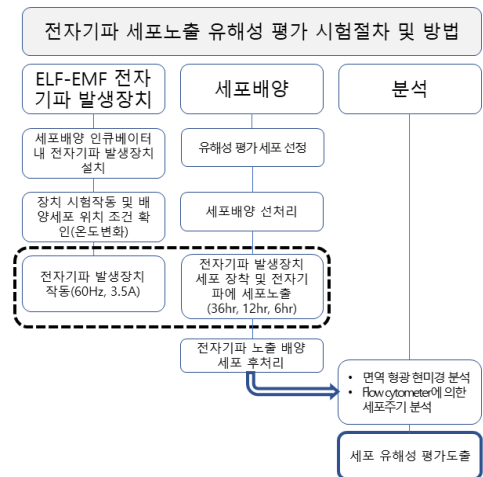 전자기파 세포노출 유해성 평가 시험절차 및 방법
ELF-EMF 전자
기파 발생장치
세포배양
분석
세포배양 인큐베이터
내 전자기파 발생장치
설치
유해성 평가 세포 선정
장치 시험작동 및 배
양세포 위치 조건 확
인(온도변화)
세포배양 선처리
전자기파 발생장치
작동(60Hz, 3.5A)
전자기파 발생장치
세포 장착 및 전자기
파에 세포노출
(36hr, 12hr, 6hr)
전자기파 노출 배양
세포 후처리
• 면역 형광 현미경 분석
• Flow cytometer에 의한
세포주기 분석
세포 유해성 평가도출